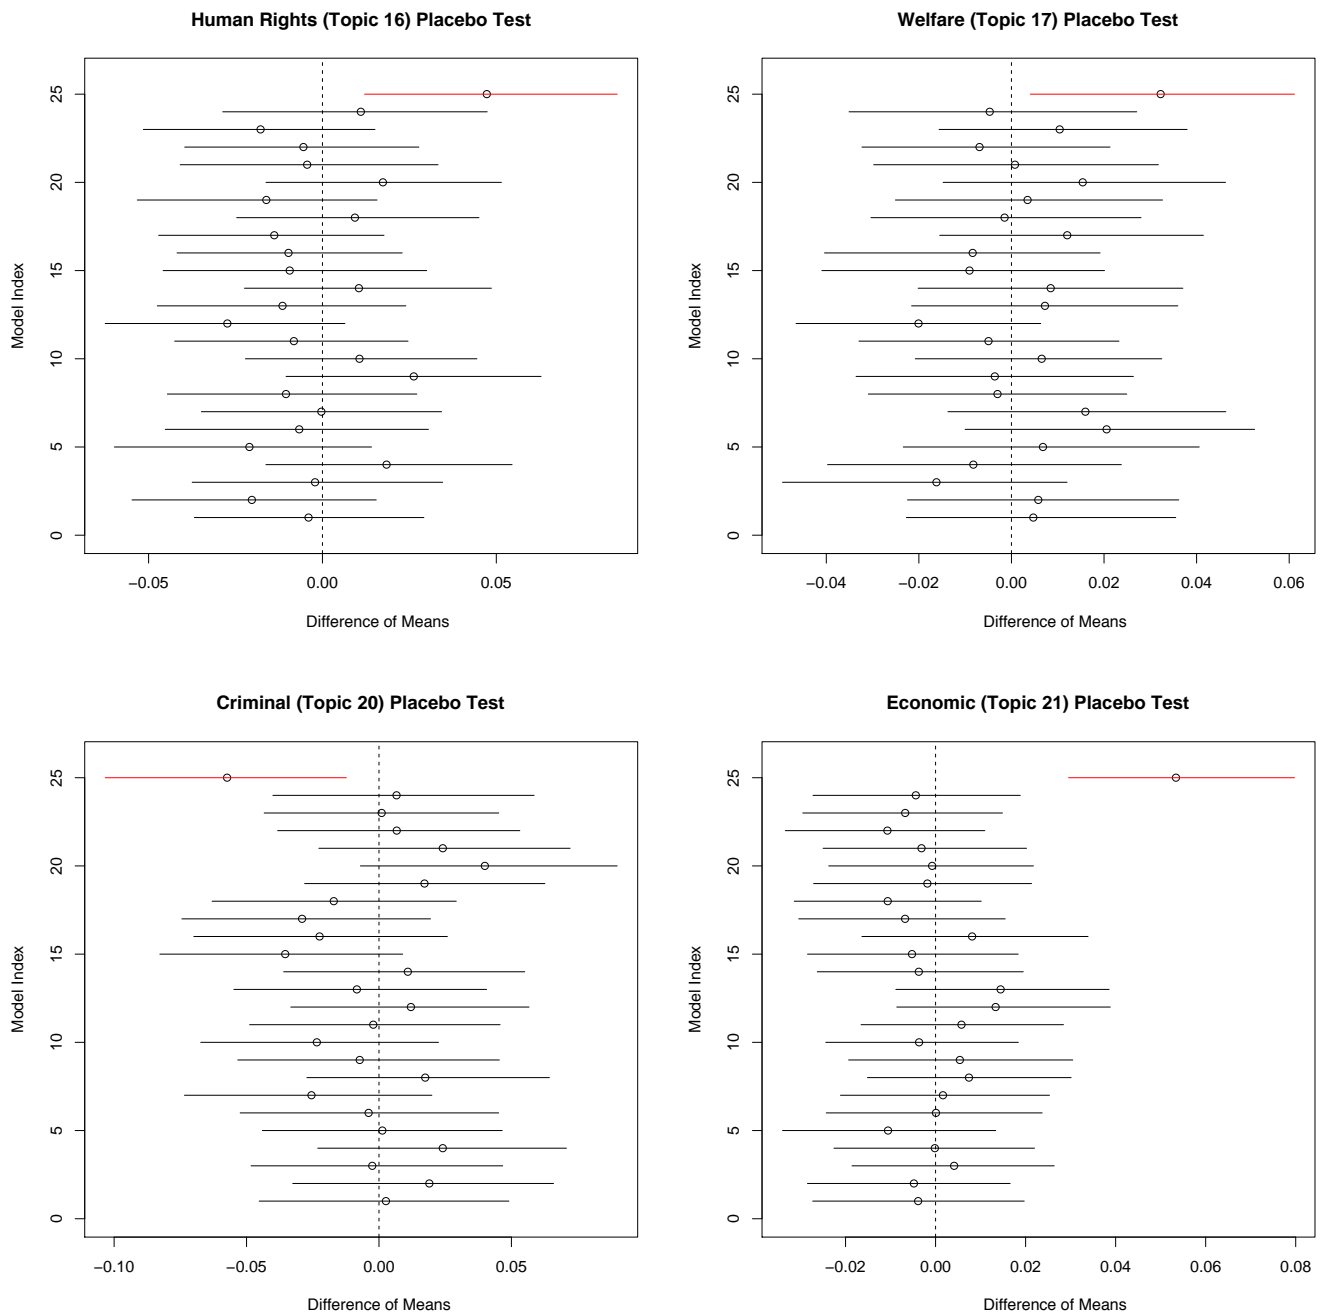 Human Rights (Topic 16) Placebo Test
Model Index
25
20
15
10
5
0
−0.05 0.00 0.05
Difference of Means
Welfare (Topic 17) Placebo Test
Model Index
25
20
15
10
5
0
−0.04 −0.02 0.00 0.02 0.04 0.06
Difference of Means
Criminal (Topic 20) Placebo Test
Model Index
25
20
15
10
5
0
−0.10 −0.05 0.00 0.05
Difference of Means
Economic (Topic 21) Placebo Test
Model Index
25
20
15
10
5
0
−0.02 0.00 0.02 0.04 0.06 0.08
Difference of Means